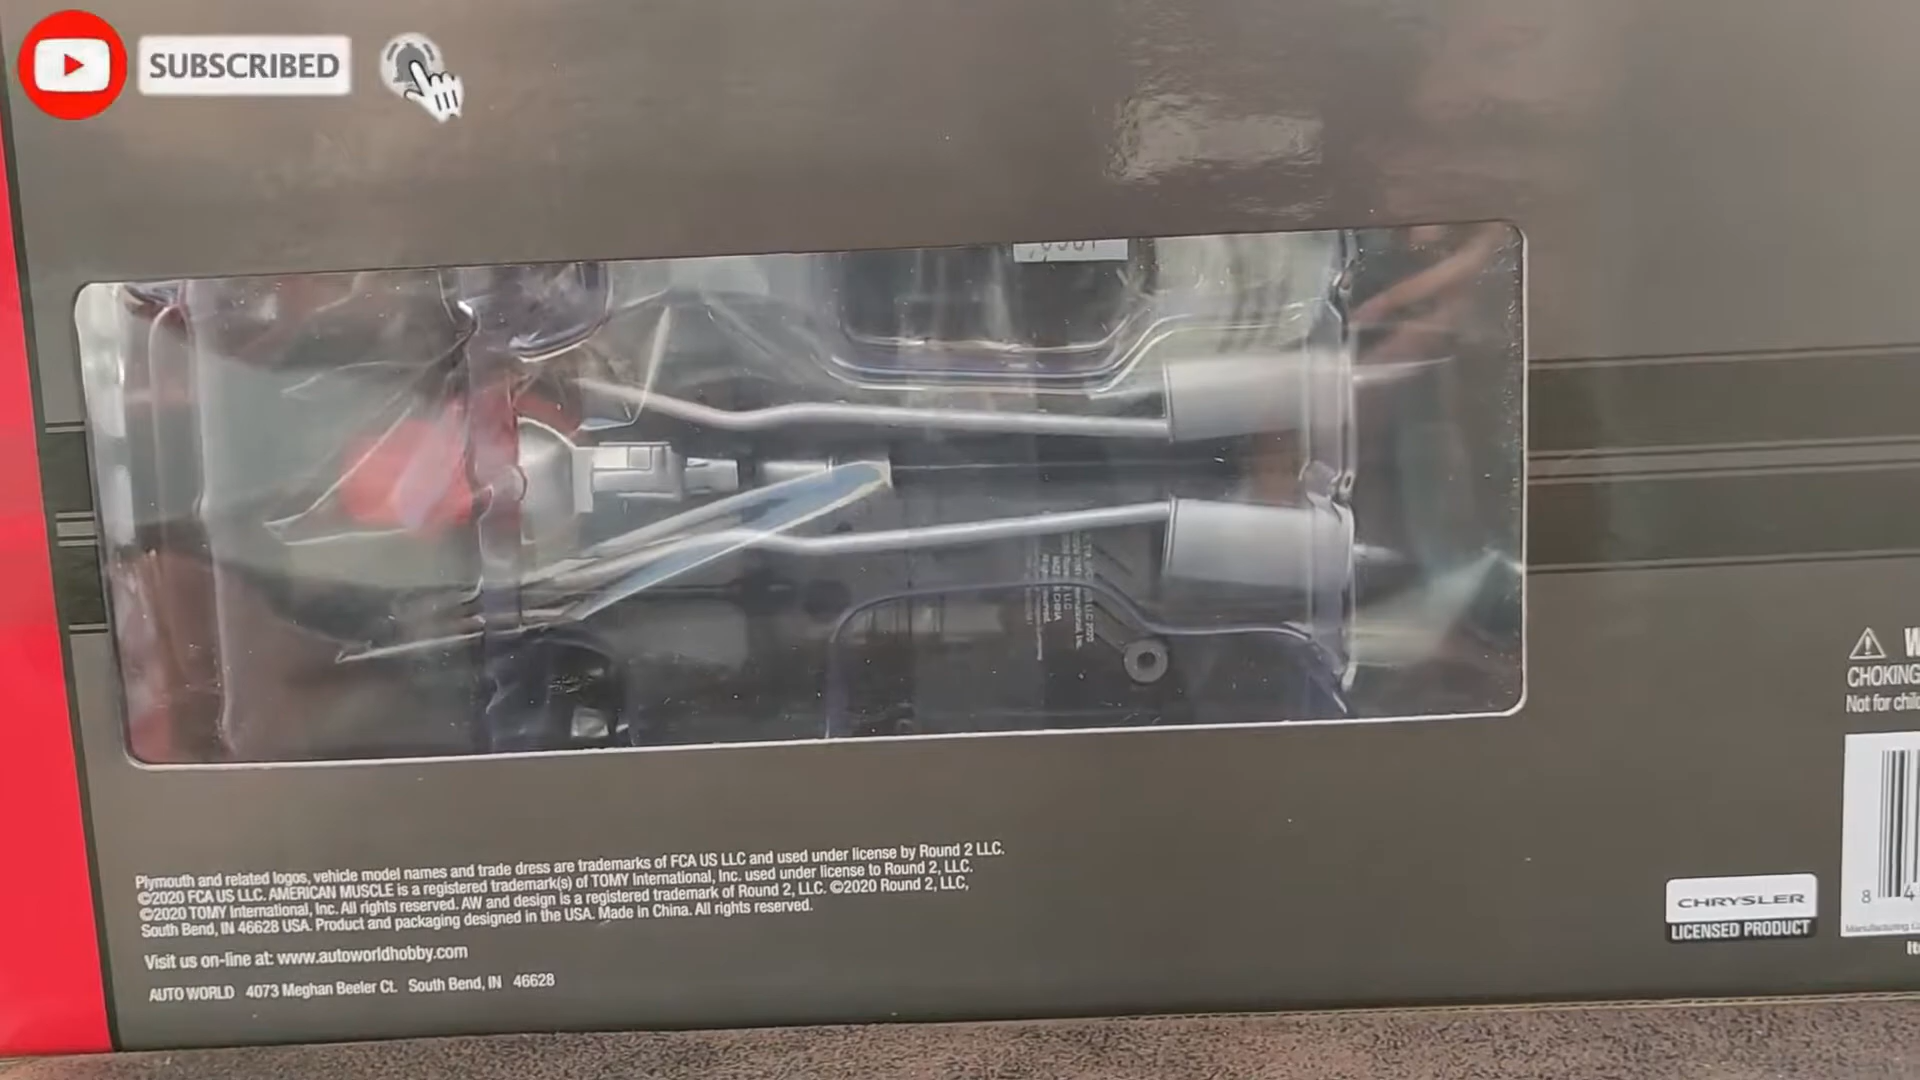 SUBSCRIBED
CHOKING
Not for chil
Plymouth and related logos, vehicle model names and trade dress are trademarks of FCA US LLC and used under license by Round 2 LLC.
©2020 FCA US LLC. AMERICAN MUSCLE is a registered trademark(s) of TOMY International, Inc. used under license to Round 2, LLC.
©2020 TOMY International, Inc. All rights reserved. AW and design is a registered trademark of Round 2, LLC. ©2020 Round 2, LLC,
South Bend, IN 46628 USA. Product and packaging designed in the USA. Made in China. All rights reserved.
Visit us on-line at: www.autoworldhobby.com
AUTO WORLD 4073 Meghan Beeler Ct. South Bend, IN 46628
CHRYSLER
LICENSED PRODUCT
8 4